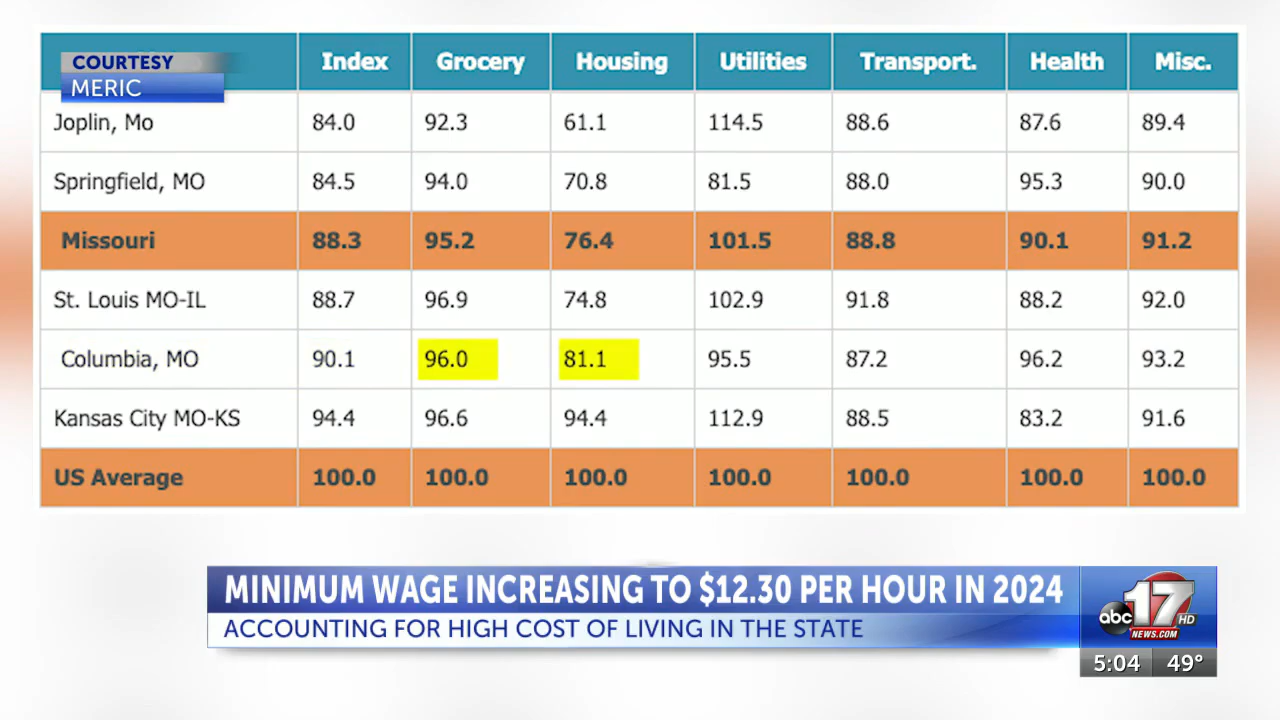 COURTESY
MERIC
Index Grocery Housing Utilities Transport. Health Misc.
Joplin, Mo 84.0 92.3 61.1 114.5 88.6 87.6 89.4
Springfield, MO 84.5 94.0 70.8 81.5 88.0 95.3 90.0
Missouri 88.3 95.2 76.4 101.5 88.8 90.1 91.2
St. Louis MO-IL 88.7 96.9 74.8 102.9 91.8 88.2 92.0
Columbia, MO 90.1 96.0 81.1 95.5 87.2 96.2 93.2
Kansas City MO-KS 94.4 96.6 94.4 112.9 88.5 83.2 91.6
US Average 100.0 100.0 100.0 100.0 100.0 100.0 100.0
MINIMUM WAGE INCREASING TO $12.30 PER HOUR IN 2024
ACCOUNTING FOR HIGH COST OF LIVING IN THE STATE
abc 17 HD
NEWS.COM
5:04 49°